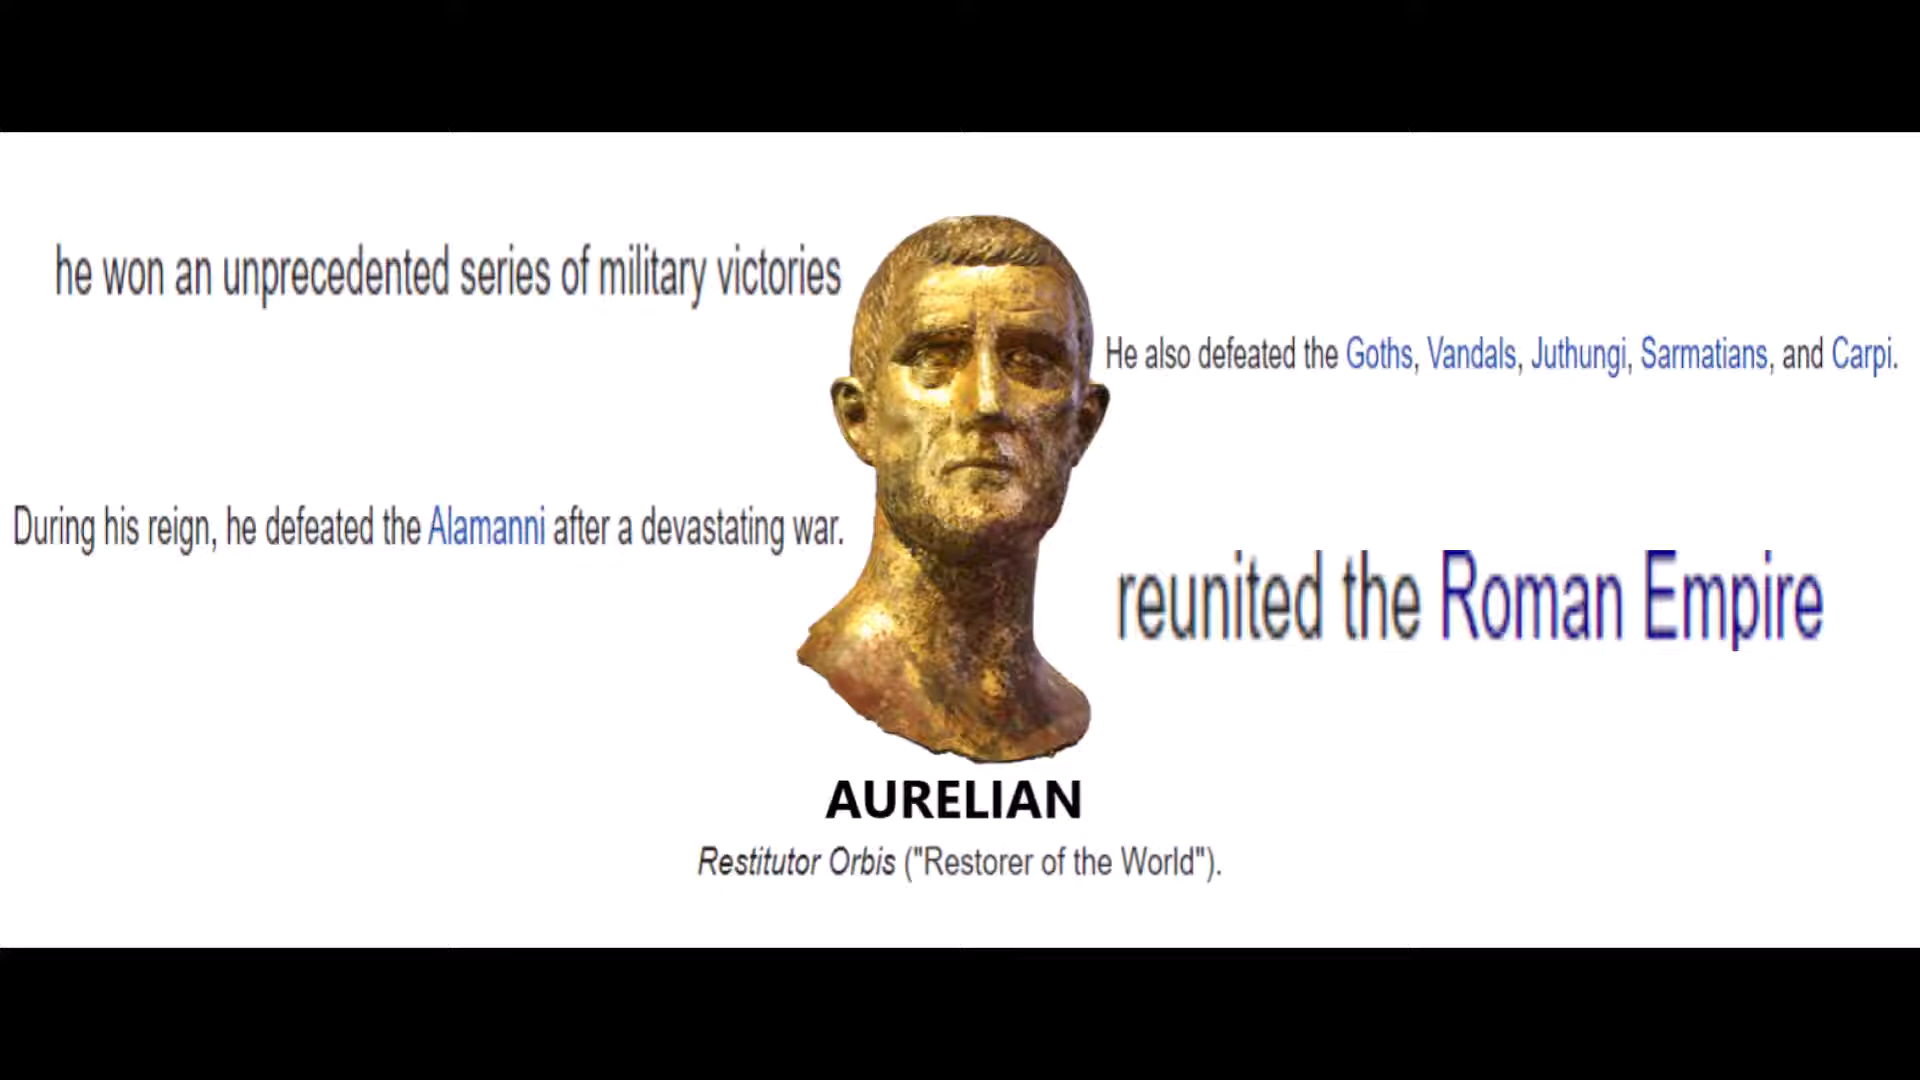 he won an unprecedented series of military victories
He also defeated the Goths, Vandals, Juthungi, Sarmatians, and Carpi.
During his reign, he defeated the Alamanni after a devastating war.
reunited the Roman Empire
AURELIAN
Restitutor Orbis ("Restorer of the World").